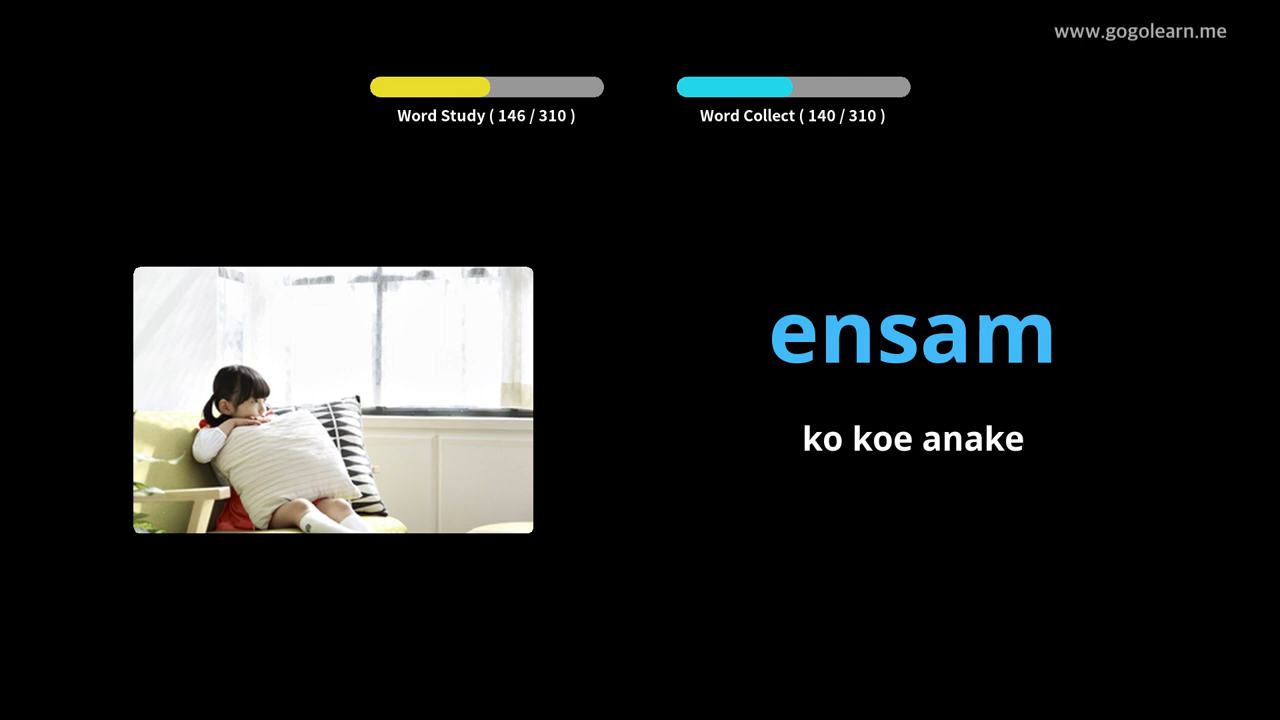 www.gogolearn.me
Word Study ( 146 / 310 )
Word Collect ( 140 / 310 )
ensam
ko koe anake